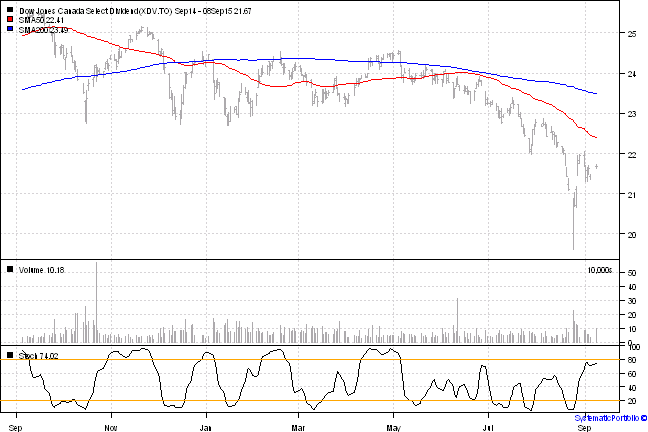 Dow Jones Canada Select Dividend(XDV.TO) Sep14 - 08Sep15 21.67
SMA50 22.41
SMA200 23.49
25
24
23
22
21
20
Volume 10.18
10,000s
50
40
30
20
10
0
Stoch 74.02
100
80
60
40
20
Sep Nov Jan Mar May Jul Sep
SystematicPortfolio ©